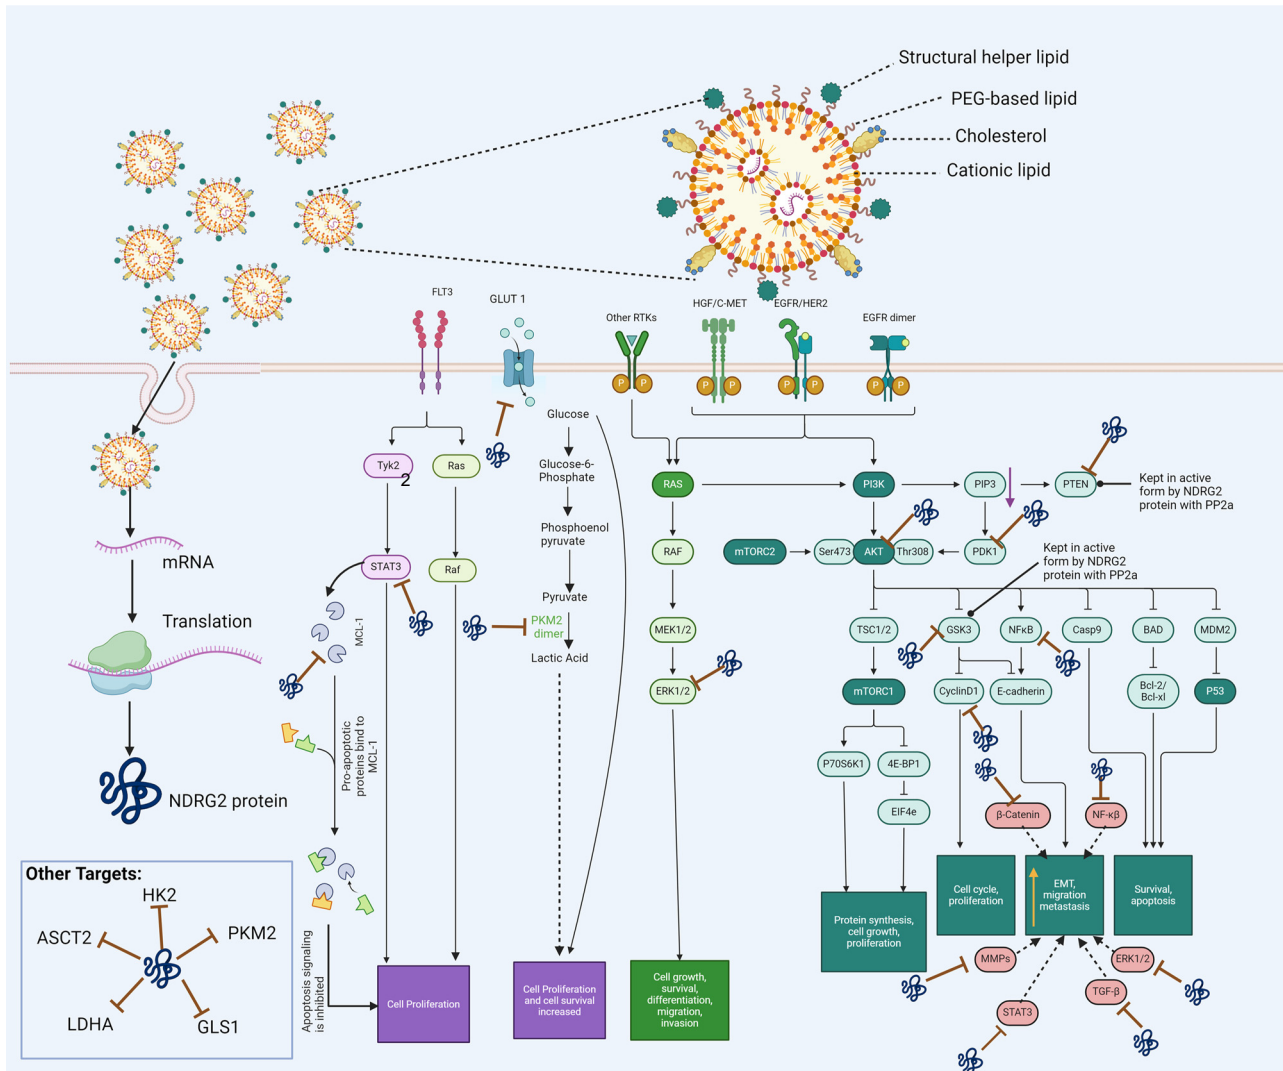 Structural helper lipid
PEG-based lipid
Cholesterol
Cationic lipid
FLT3
GLUT 1
Other RTKs
HGF/C-MET
EGFR/HER2
EGFR dimer
P
P
P
P
P
P
P
P
Glucose
Tyk2
2
Ras
Glucose-6-
Phosphate
RAS
PI3K
PIP3
PTEN
Kept in active
form by NDRG2
protein with PP2a
Phosphoenol
pyruvate
RAF
mTORC2
Ser473
AKT
Thr308
PDK1
Kept in active
form by NDRG2
protein with PP2a
mRNA
STAT3
Raf
Pyruvate
MCL-1
PKM2
dimer
Lactic Acid
Translation
MEK1/2
TSC1/2
GSK3
NFκB
Casp9
BAD
MDM2
ERK1/2
mTORC1
CyclinD1
E-cadherin
Bcl-2/
Bcl-xl
P53
Pro-apoptotic
proteins bind to
MCL-1
P70S6K1
4E-BP1
NDRG2 protein
EIF4e
β-Catenin
NF-κβ
Other Targets:
HK2
ASCT2
PKM2
LDHA
GLS1
Cell cycle,
proliferation
EMT,
migration
metastasis
Survival,
apoptosis
Protein synthesis,
cell growth,
proliferation
MMPs
ERK1/2
TGF-β
STAT3
Apoptosis signaling
is inhibited
Cell Proliferation
Cell Proliferation
and cell survival
increased
Cell growth,
survival,
differentiation,
migration,
invasion